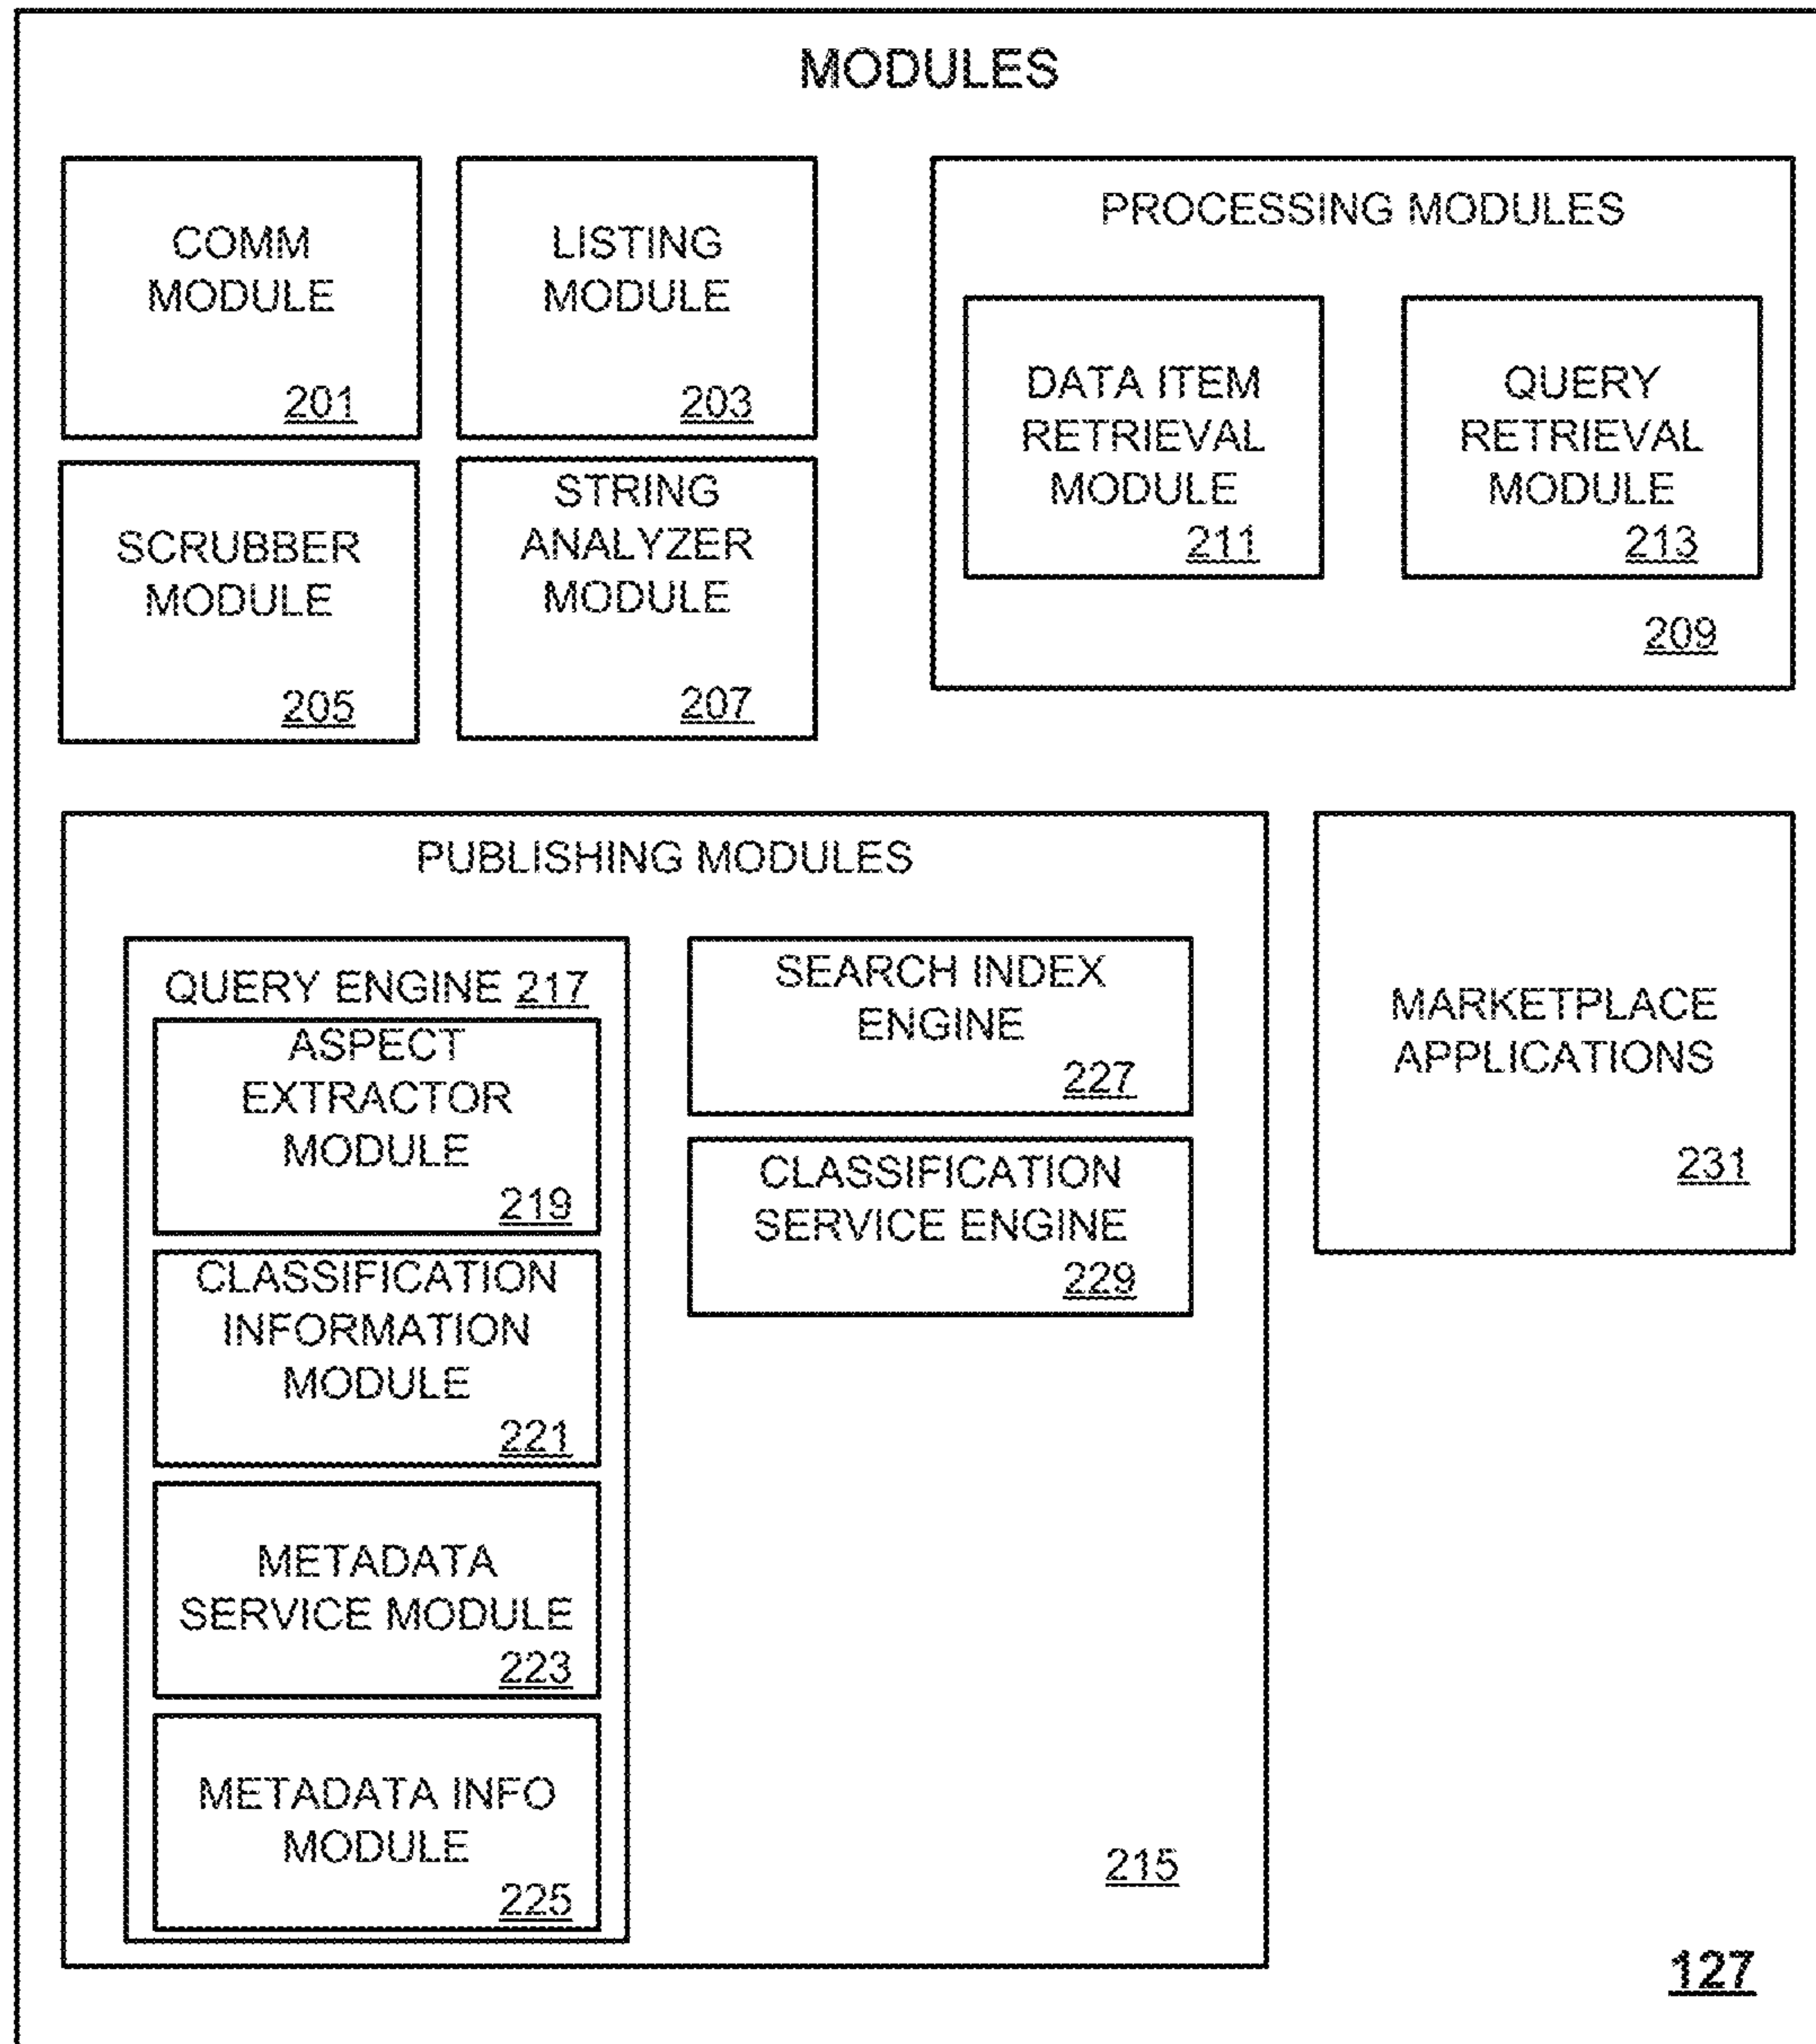 MODULES
COMM
MODULE
201
LISTING
MODULE
203
SCRUBBER
MODULE
205
STRING
ANALYZER
MODULE
207
PROCESSING MODULES
DATA ITEM
RETRIEVAL
MODULE
211
QUERY
RETRIEVAL
MODULE
213
209
PUBLISHING MODULES
QUERY ENGINE 217
ASPECT
EXTRACTOR
MODULE
219
CLASSIFICATION
INFORMATION
MODULE
221
METADATA
SERVICE MODULE
223
METADATA INFO
MODULE
225
SEARCH INDEX
ENGINE
227
CLASSIFICATION
SERVICE ENGINE
229
215
MARKETPLACE
APPLICATIONS
231
127